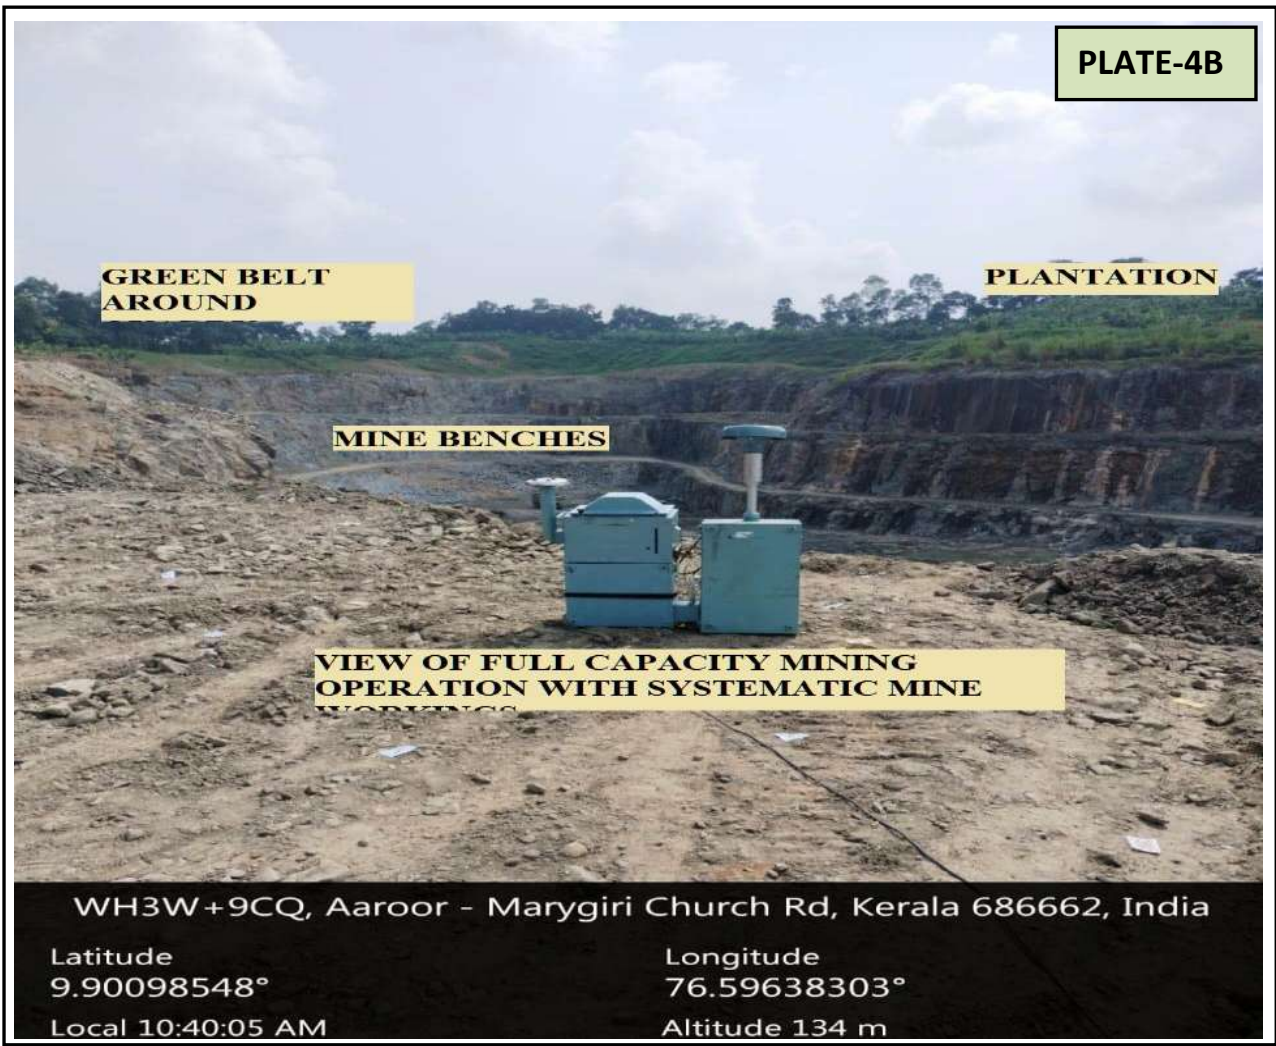 PLATE-4B
GREEN BELT
AROUND
PLANTATION
MINE BENCHES
VIEW OF FULL CAPACITY MINING
OPERATION WITH SYSTEMATIC MINE
WH3W+9CQ, Aaroor - Marygiri Church Rd, Kerala 686662, India
Latitude
9.90098548°
Longitude
76.59638303°
Local 10:40:05 AM
Altitude 134 m